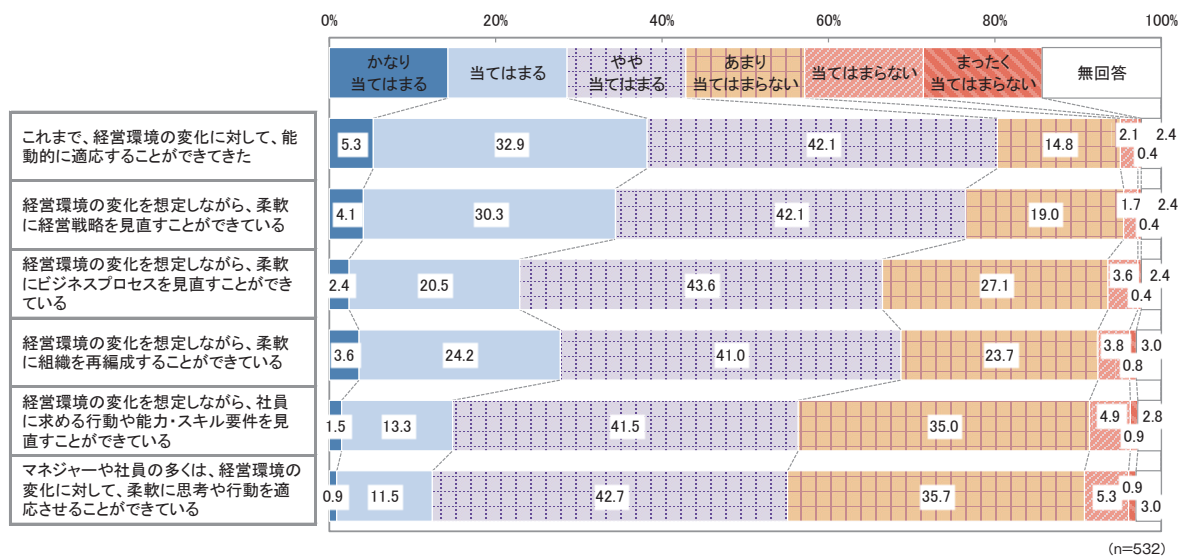 0%
20%
40%
60%
80%
100%
かなり
当てはまる
当てはまる
やや
当てはまる
あまり
当てはまらない
当てはまらない
まったく
当てはまらない
無回答
これまで、経営環境の変化に対して、能
動的に適応することができてきた
5.3
32.9
42.1
14.8
2.1
0.4
2.4
経営環境の変化を想定しながら、柔軟
に経営戦略を見直すことができている
4.1
30.3
42.1
19.0
1.7
0.4
2.4
経営環境の変化を想定しながら、柔軟
にビジネスプロセスを見直すことができ
ている
2.4
20.5
43.6
27.1
3.6
0.4
2.4
経営環境の変化を想定しながら、柔軟
に組織を再編成することができている
3.6
24.2
41.0
23.7
3.8
0.8
3.0
経営環境の変化を想定しながら、社員
に求める行動や能力・スキル要件を見
直すことができている
1.5
13.3
41.5
35.0
4.9
0.9
2.8
マネジャーや社員の多くは、経営環境の
変化に対して、柔軟に思考や行動を適
応させることができている
0.9
11.5
42.7
35.7
5.3
0.9
3.0
(n=532)